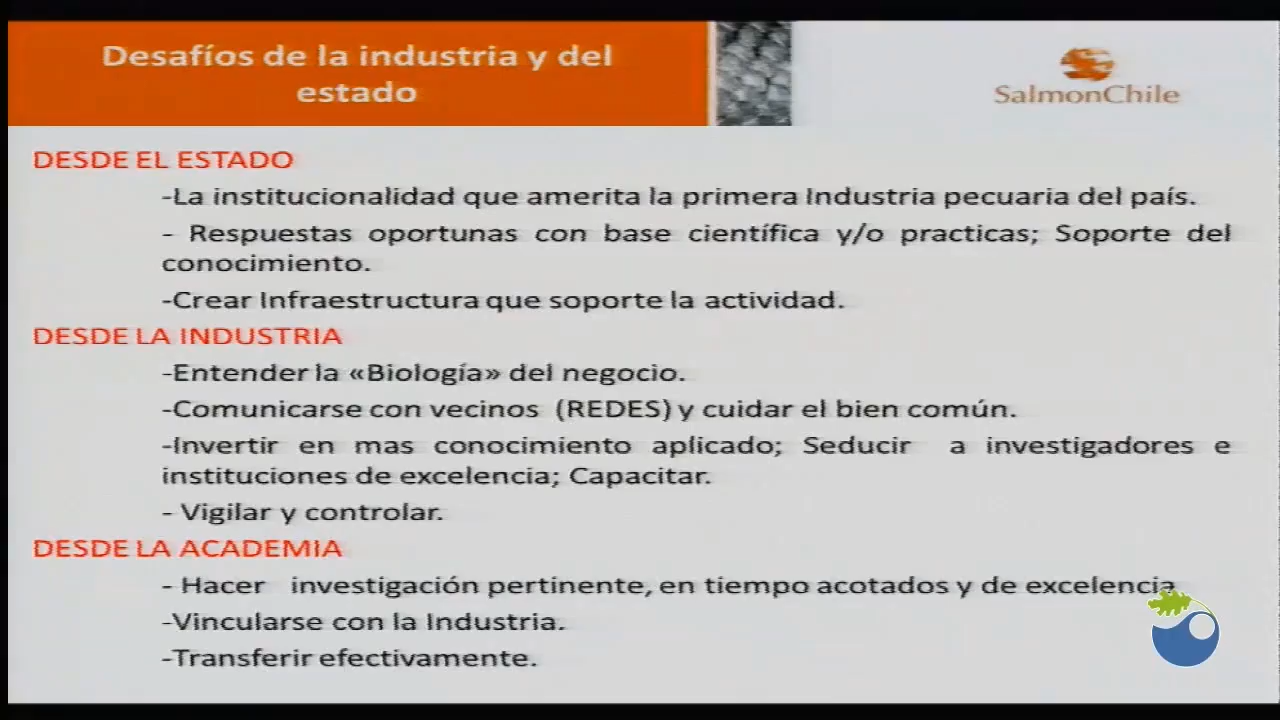 Desafíos de la industria y del
estado
SalmonChile
DESDE EL ESTADO
-La institucionalidad que amerita la primera Industria pecuaria del país.
- Respuestas oportunas con base científica y/o practicas; Soporte del
conocimiento.
-Crear Infraestructura que soporte la actividad.
DESDE LA INDUSTRIA
-Entender la «Biología» del negocio.
-Comunicarse con vecinos (REDES) y cuidar el bien común.
-Invertir en mas conocimiento aplicado; Seducir a investigadores e
instituciones de excelencia; Capacitar.
- Vigilar y controlar.
DESDE LA ACADEMIA
- Hacer investigación pertinente, en tiempo acotados y de excelencia
-Vincularse con la Industria.
-Transferir efectivamente.